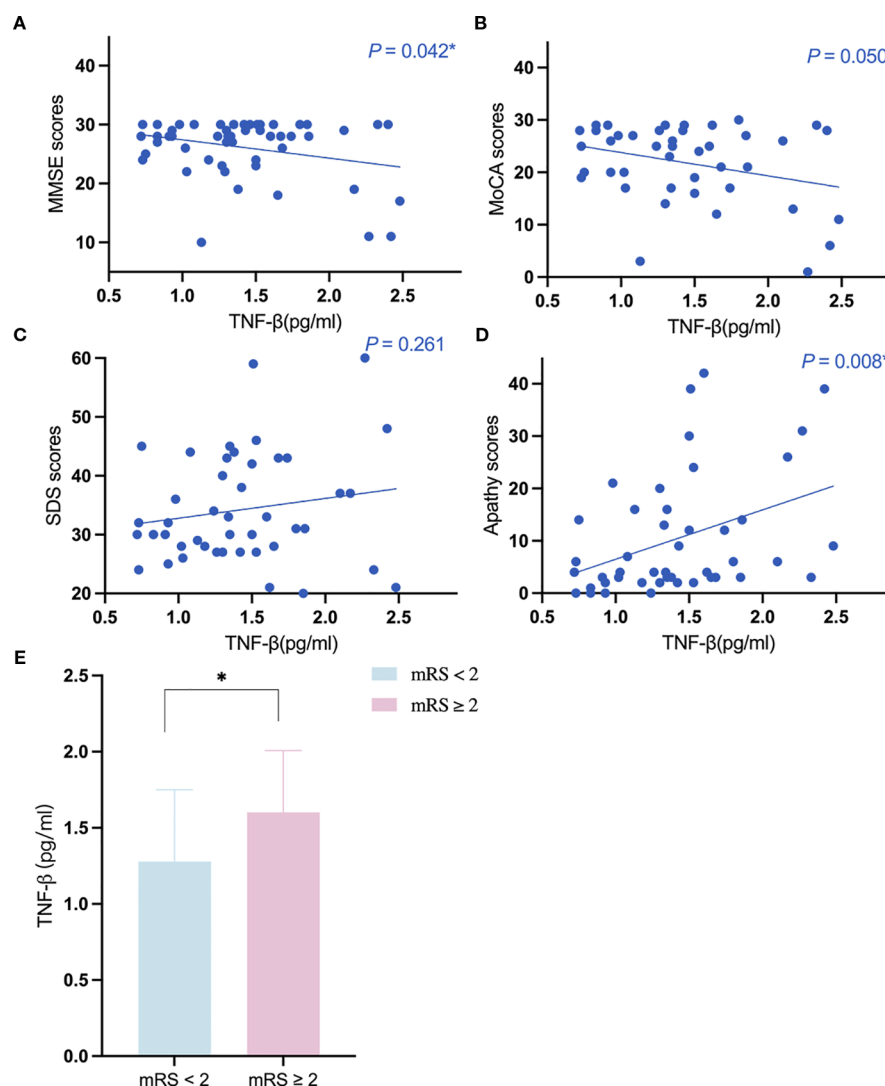 A
P = 0.042*
MMSE scores
40
30
20
10
0.5 1.0 1.5 2.0 2.5
TNF-β(pg/ml)
B
P = 0.050
MoCA scores
40
30
20
10
0
0.5 1.0 1.5 2.0 2.5
TNF-β(pg/ml)
C
P = 0.261
SDS scores
60
50
40
30
20
0.5 1.0 1.5 2.0 2.5
TNF-β(pg/ml)
D
P = 0.008*
Apathy scores
40
30
20
10
0
0.5 1.0 1.5 2.0 2.5
TNF-β(pg/ml)
E
mRS < 2
mRS ≥ 2
*
TNF-β (pg/ml)
2.5
2.0
1.5
1.0
0.5
0.0
mRS < 2 mRS ≥ 2